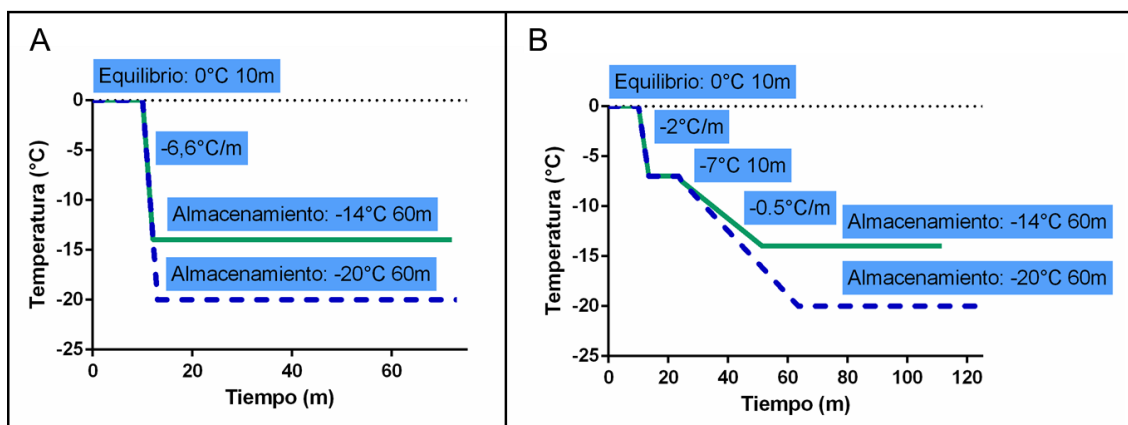 A
Equilibrio: 0°C 10m
0
-5
-10
-15
-20
-25
Temperatura (°C)
-6,6°C/m
Almacenamiento: -14°C 60m
Almacenamiento: -20°C 60m
0
20
40
60
Tiempo (m)
B
Equilibrio: 0°C 10m
0
-5
-10
-15
-20
-25
Temperatura (°C)
-2°C/m
-7°C 10m
-0.5°C/m
Almacenamiento: -14°C 60m
Almacenamiento: -20°C 60m
0
20
40
60
80
100
120
Tiempo (m)